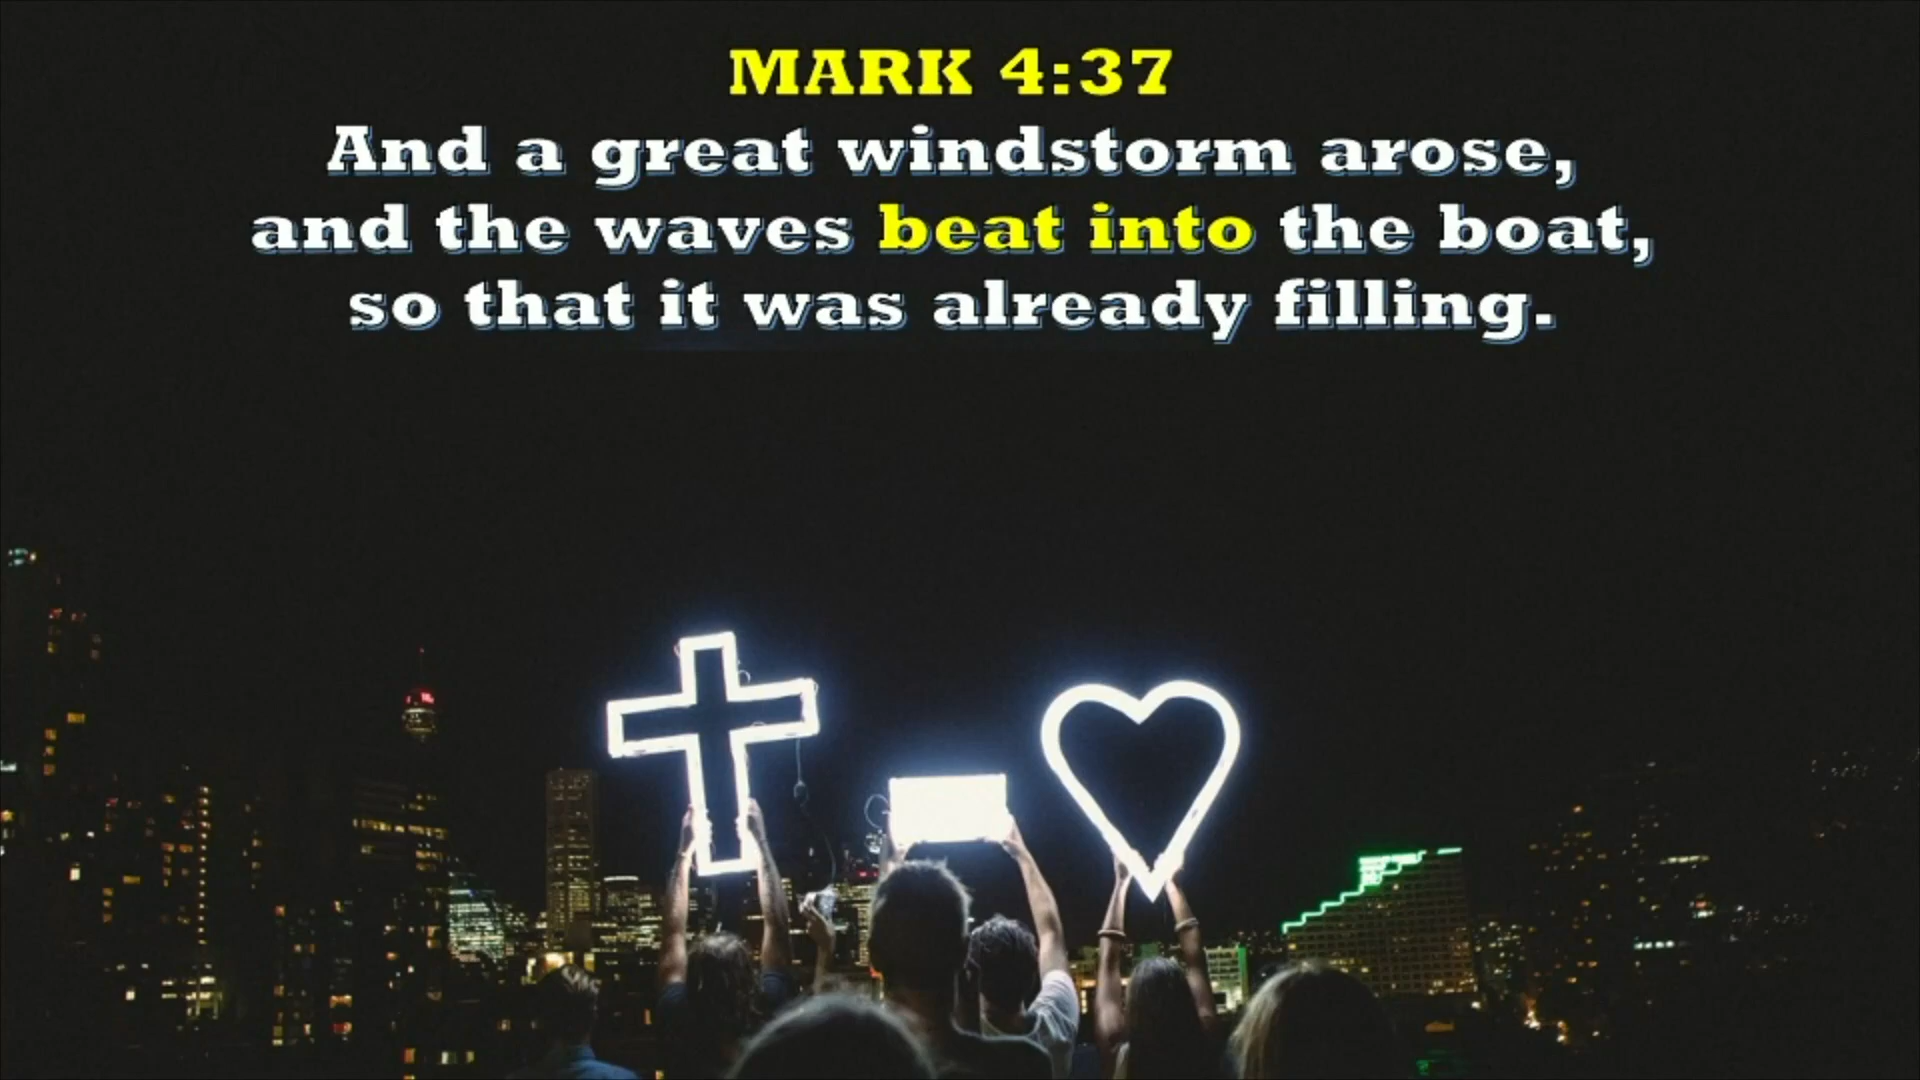 MARK 4:37
And a great windstorm arose,
and the waves beat into the boat,
so that it was already filling.